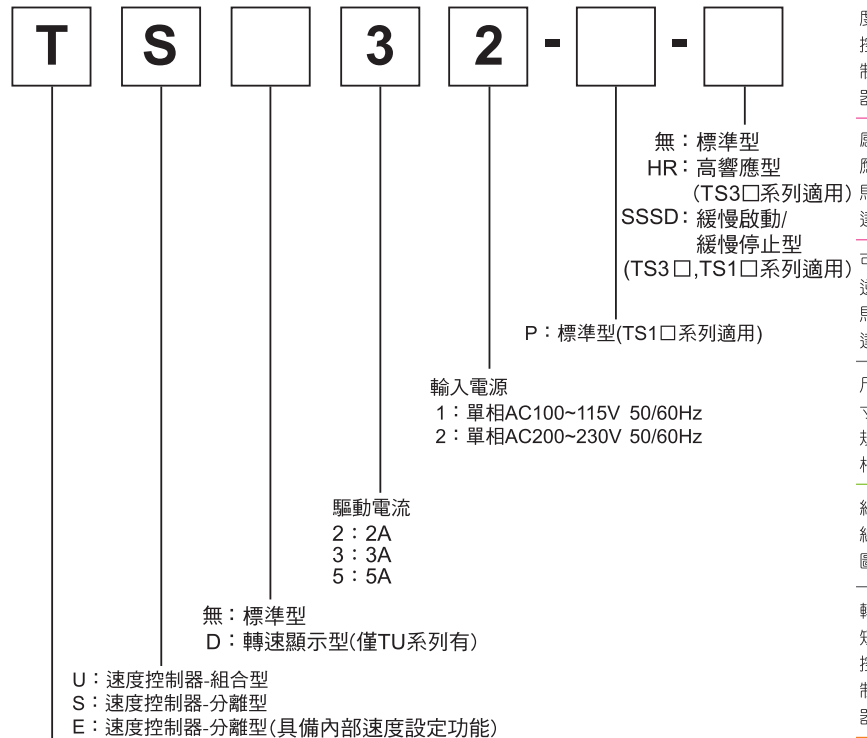 T S 3 2 - -
無：標準型
HR：高響應型
(TS3□系列適用)
SSSD：緩慢啟動/
緩慢停止型
(TS3□,TS1□系列適用)
P：標準型(TS1□系列適用)
輸入電源
1：單相AC100~115V 50/60Hz
2：單相AC200~230V 50/60Hz
驅動電流
2：2A
3：3A
5：5A
無：標準型
D：轉速顯示型(僅TU系列有)
U：速度控制器-組合型
S：速度控制器-分離型
E：速度控制器-分離型(具備內部速度設定功能)